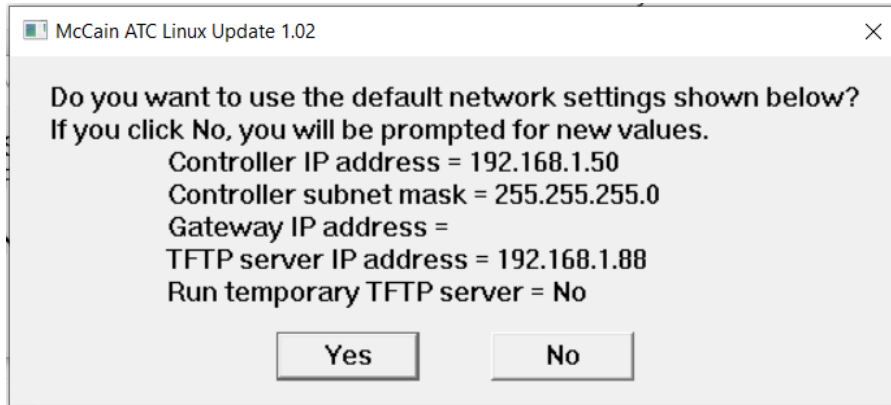 McCain ATC Linux Update 1.02
Do you want to use the default network settings shown below?
If you click No, you will be prompted for new values.
Controller IP address = 192.168.1.50
Controller subnet mask = 255.255.255.0
Gateway IP address =
TFTP server IP address = 192.168.1.88
Run temporary TFTP server = No
Yes
No